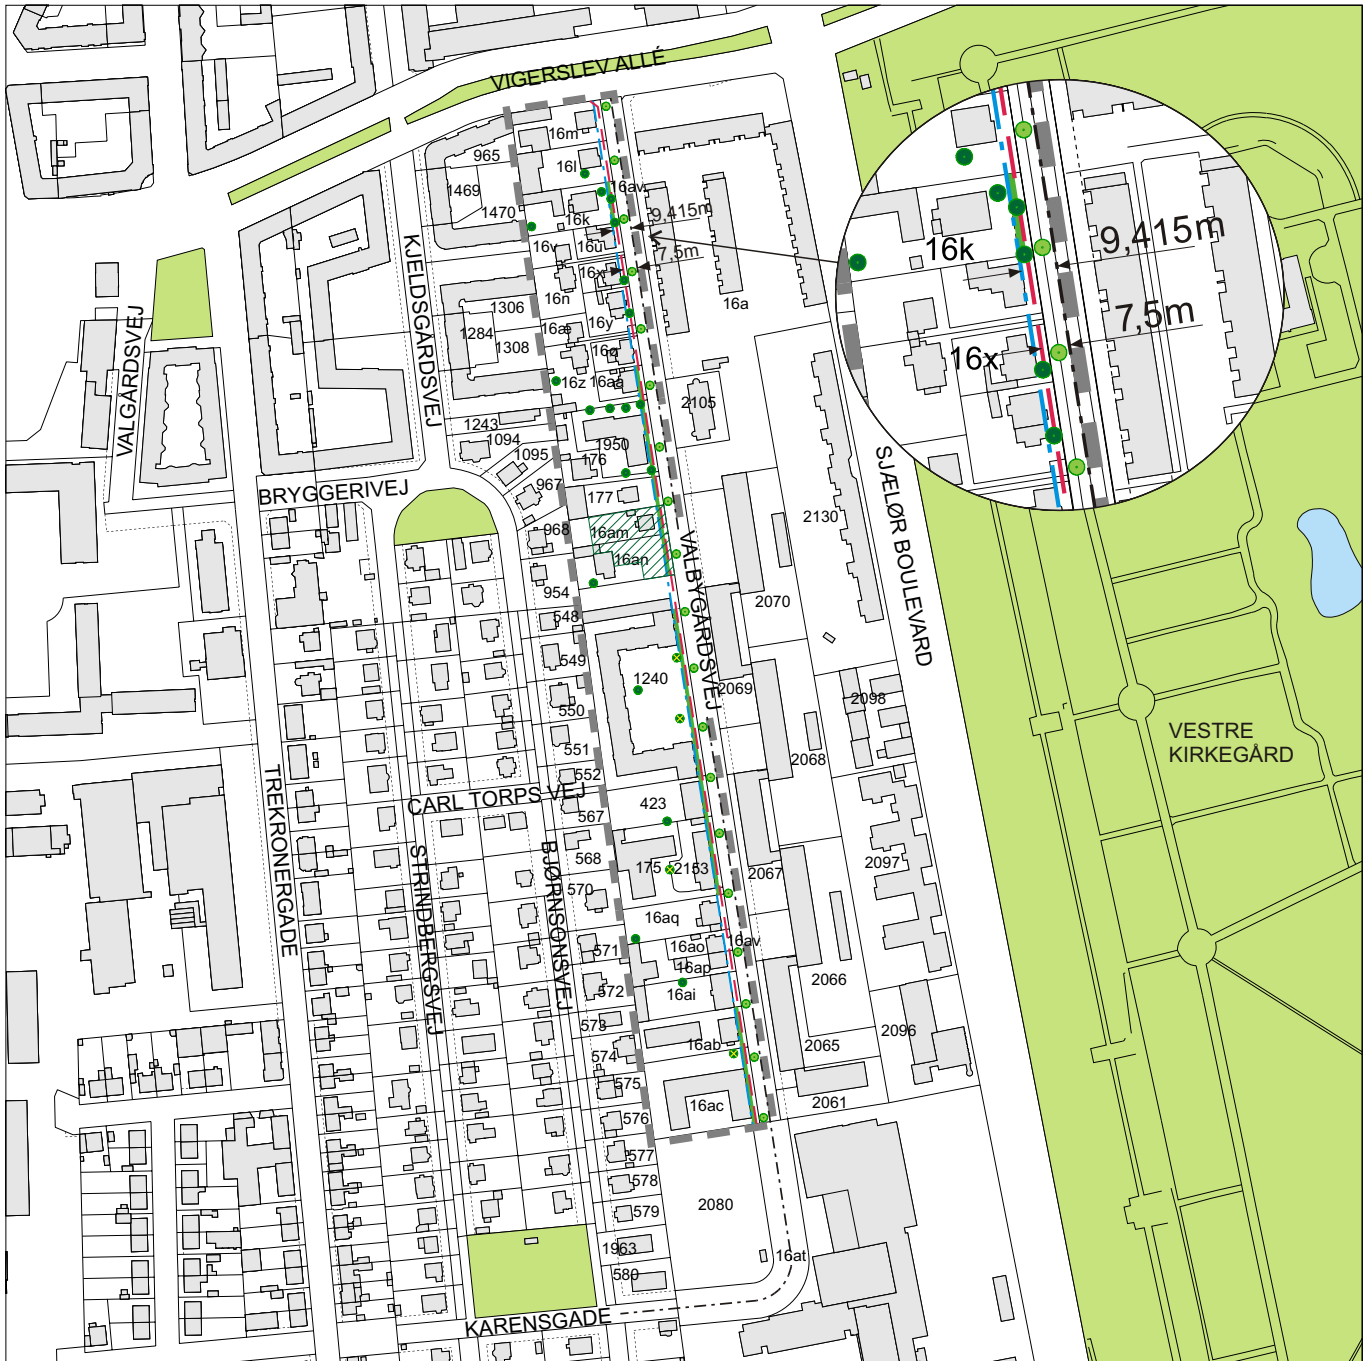 VIGERSLEV ALLÉ
16m
965
16l
1469
16av
1470
16k
9,415m
16v
16u
7,5m
16x
16n
16a
1306
16y
1284
16æ
1308
16ø
16z
16aa
2105
1243
1094
1950
1095
176
967
177
2130
968
16am
16an
954
2070
548
549
1240
2069
550
2098
551
2068
552
423
567
568
175
2153
2097
2067
570
16aq
571
16ao
16av
16ap
2066
572
16ai
573
2096
16ab
2065
574
575
16ac
2061
576
577
578
2080
579
1963
16at
580
KJELDSGÅRDSVEJ
VALGÅRDSVEJ
BRYGGERIVEJ
VALBYGÅRDSVEJ
SJÆLØR BOULEVARD
CARL TORPS VEJ
TREKRONERGADE
STRINDBERGSVEJ
BJØRNSONSVEJ
KARENSGADE
VESTRE
KIRKEGÅRD
16k
9,415m
16x
7,5m